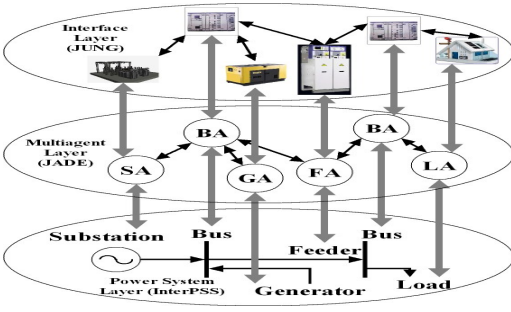 Interface
Layer
(JUNG)
Multiagent
Layer
(JADE)
BA
BA
SA
GA
FA
LA
Substation
Bus
Feeder
Bus
Power System
Layer (InterPSS)
Generator
Load